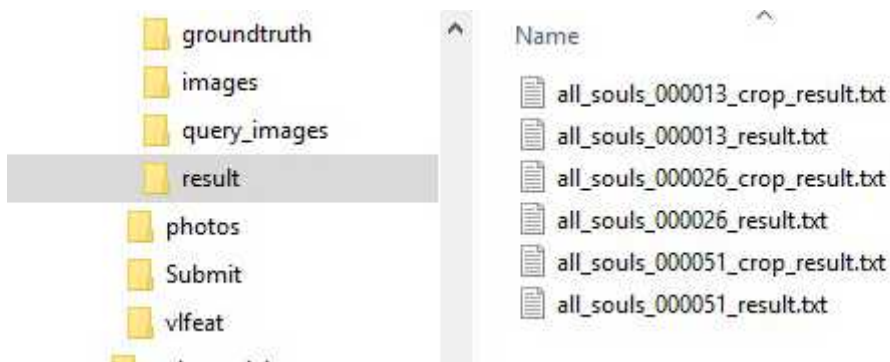 groundtruth
images
query_images
result
photos
Submit
vlfeat
Name
all_souls_000013_crop_result.txt
all_souls_000013_result.txt
all_souls_000026_crop_result.txt
all_souls_000026_result.txt
all_souls_000051_crop_result.txt
all_souls_000051_result.txt